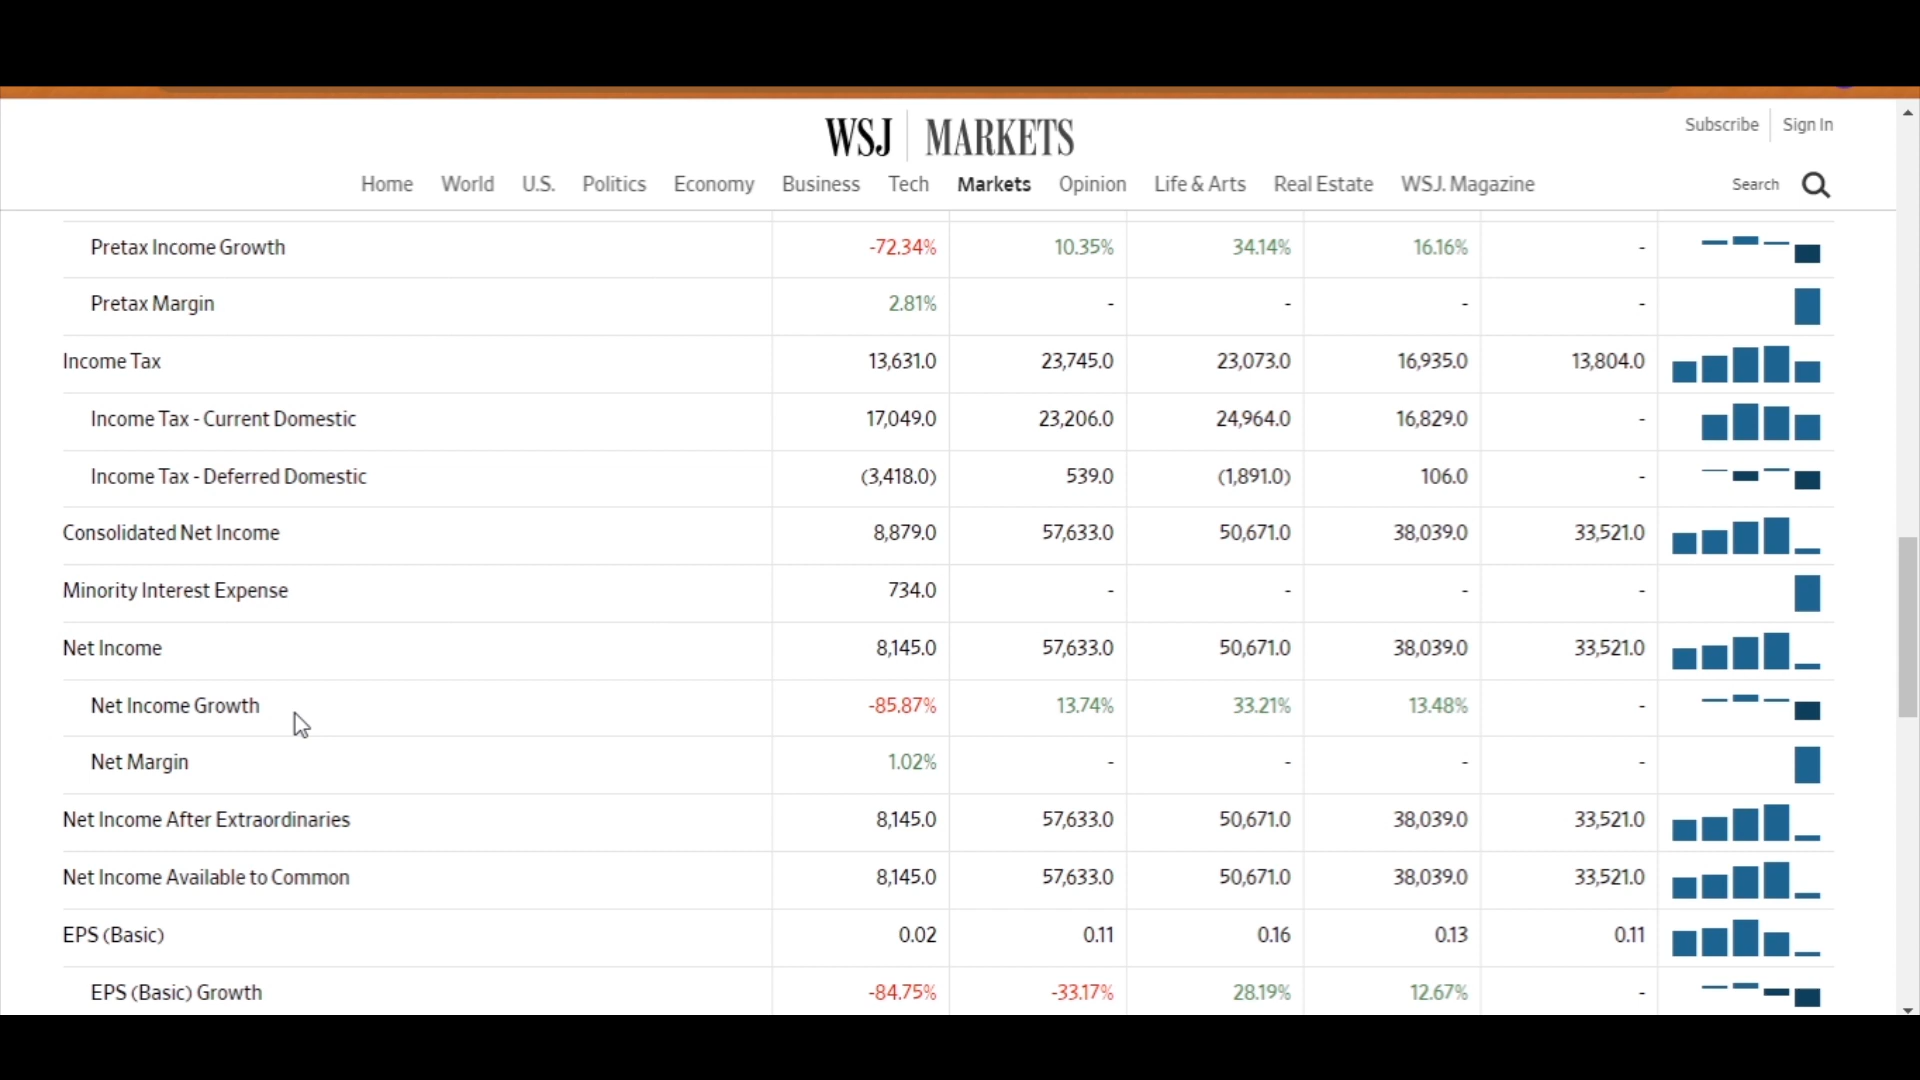 WSJ MARKETS
Subscribe Sign In
Home World U.S. Politics Economy Business Tech Markets Opinion Life & Arts Real Estate WSJ. Magazine Search
Pretax Income Growth -72.34% 10.35% 34.14% 16.16% -
Pretax Margin 2.81% - - - -
Income Tax 13,631.0 23,745.0 23,073.0 16,935.0 13,804.0
Income Tax - Current Domestic 17,049.0 23,206.0 24,964.0 16,829.0 -
Income Tax - Deferred Domestic (3,418.0) 539.0 (1,891.0) 106.0 -
Consolidated Net Income 8,879.0 57,633.0 50,671.0 38,039.0 33,521.0
Minority Interest Expense 734.0 - - - -
Net Income 8,145.0 57,633.0 50,671.0 38,039.0 33,521.0
Net Income Growth -85.87% 13.74% 33.21% 13.48% -
Net Margin 1.02% - - - -
Net Income After Extraordinaries 8,145.0 57,633.0 50,671.0 38,039.0 33,521.0
Net Income Available to Common 8,145.0 57,633.0 50,671.0 38,039.0 33,521.0
EPS (Basic) 0.02 0.11 0.16 0.13 0.11
EPS (Basic) Growth -84.75% -33.17% 28.19% 12.67% -